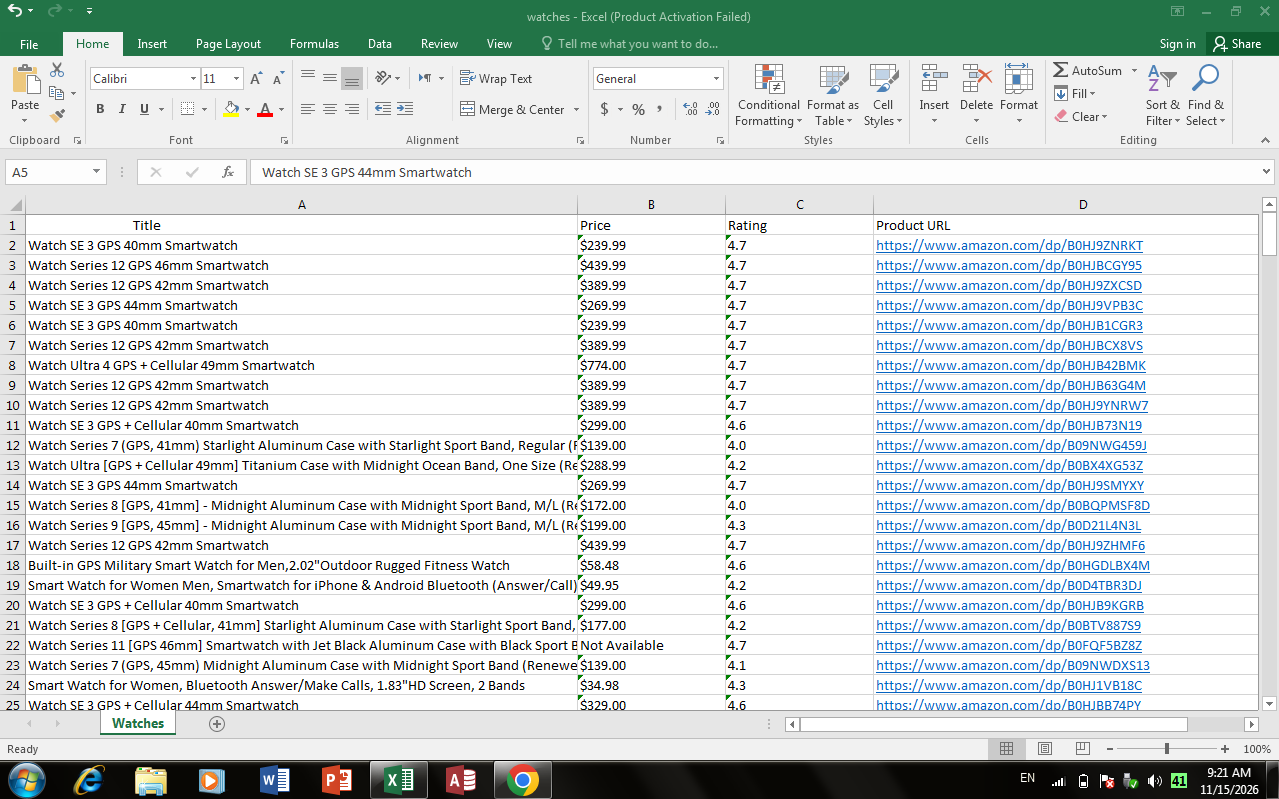 watches - Excel (Product Activation Failed)
File Home Insert Page Layout Formulas Data Review View Tell me what you want to do... Sign in Share
Paste Calibri 11 Wrap Text General Conditional Formatting Format as Table Cell Styles Insert Delete Format AutoSum Sort & Filter Find & Select
B I U A Merge & Center $ % , Fill Clear
Clipboard Font Alignment Number Styles Cells Editing
A5 fx Watch SE 3 GPS 44mm Smartwatch
A B C D
1 Title Price Rating Product URL
2 Watch SE 3 GPS 40mm Smartwatch $239.99 4.7 https://www.amazon.com/dp/B0HJ9ZNRKT
3 Watch Series 12 GPS 46mm Smartwatch $439.99 4.7 https://www.amazon.com/dp/B0HJBCGY95
4 Watch Series 12 GPS 42mm Smartwatch $389.99 4.7 https://www.amazon.com/dp/B0HJ9ZXCSD
5 Watch SE 3 GPS 44mm Smartwatch $269.99 4.7 https://www.amazon.com/dp/B0HJ9VPB3C
6 Watch SE 3 GPS 40mm Smartwatch $239.99 4.7 https://www.amazon.com/dp/B0HJB1CGR3
7 Watch Series 12 GPS 42mm Smartwatch $389.99 4.7 https://www.amazon.com/dp/B0HJBCX8VS
8 Watch Ultra 4 GPS + Cellular 49mm Smartwatch $774.00 4.7 https://www.amazon.com/dp/B0HJB42BMK
9 Watch Series 12 GPS 42mm Smartwatch $389.99 4.7 https://www.amazon.com/dp/B0HJB63G4M
10 Watch Series 12 GPS 42mm Smartwatch $389.99 4.7 https://www.amazon.com/dp/B0HJ9YNRW7
11 Watch SE 3 GPS + Cellular 40mm Smartwatch $299.00 4.6 https://www.amazon.com/dp/B0HJB73N19
12 Watch Series 7 (GPS, 41mm) Starlight Aluminum Case with Starlight Sport Band, Regular (R $139.00 4.0 https://www.amazon.com/dp/B09NWG459J
13 Watch Ultra [GPS + Cellular 49mm] Titanium Case with Midnight Ocean Band, One Size (Re $288.99 4.2 https://www.amazon.com/dp/B0BX4XG53Z
14 Watch SE 3 GPS 44mm Smartwatch $269.99 4.7 https://www.amazon.com/dp/B0HJ9SMYXY
15 Watch Series 8 [GPS, 41mm] - Midnight Aluminum Case with Midnight Sport Band, M/L (Re $172.00 4.0 https://www.amazon.com/dp/B0BQPMSF8D
16 Watch Series 9 [GPS, 45mm] - Midnight Aluminum Case with Midnight Sport Band, M/L (Re $199.00 4.3 https://www.amazon.com/dp/B0D21L4N3L
17 Watch Series 12 GPS 42mm Smartwatch $439.99 4.7 https://www.amazon.com/dp/B0HJ9ZHMF6
18 Built-in GPS Military Smart Watch for Men,2.02"Outdoor Rugged Fitness Watch $58.48 4.6 https://www.amazon.com/dp/B0HGDLBX4M
19 Smart Watch for Women Men, Smartwatch for iPhone & Android Bluetooth (Answer/Call) $49.95 4.2 https://www.amazon.com/dp/B0D4TBR3DJ
20 Watch SE 3 GPS + Cellular 40mm Smartwatch $299.00 4.6 https://www.amazon.com/dp/B0HJB9KGRB
21 Watch Series 8 [GPS + Cellular, 41mm] Starlight Aluminum Case with Starlight Sport Band, $177.00 4.2 https://www.amazon.com/dp/B0BTV887S9
22 Watch Series 11 [GPS 46mm] Smartwatch with Jet Black Aluminum Case with Black Sport B Not Available 4.7 https://www.amazon.com/dp/B0FQF5BZ8Z
23 Watch Series 7 (GPS, 45mm) Midnight Aluminum Case with Midnight Sport Band (Renewe $139.00 4.1 https://www.amazon.com/dp/B09NWDXS13
24 Smart Watch for Women, Bluetooth Answer/Make Calls, 1.83"HD Screen, 2 Bands $34.98 4.3 https://www.amazon.com/dp/B0HJ1VB18C
25 Watch SE 3 GPS + Cellular 44mm Smartwatch $329.00 4.6 https://www.amazon.com/dp/B0HJBB74PY
Watches
Ready 100%
EN 41 9:21 AM
11/15/2026